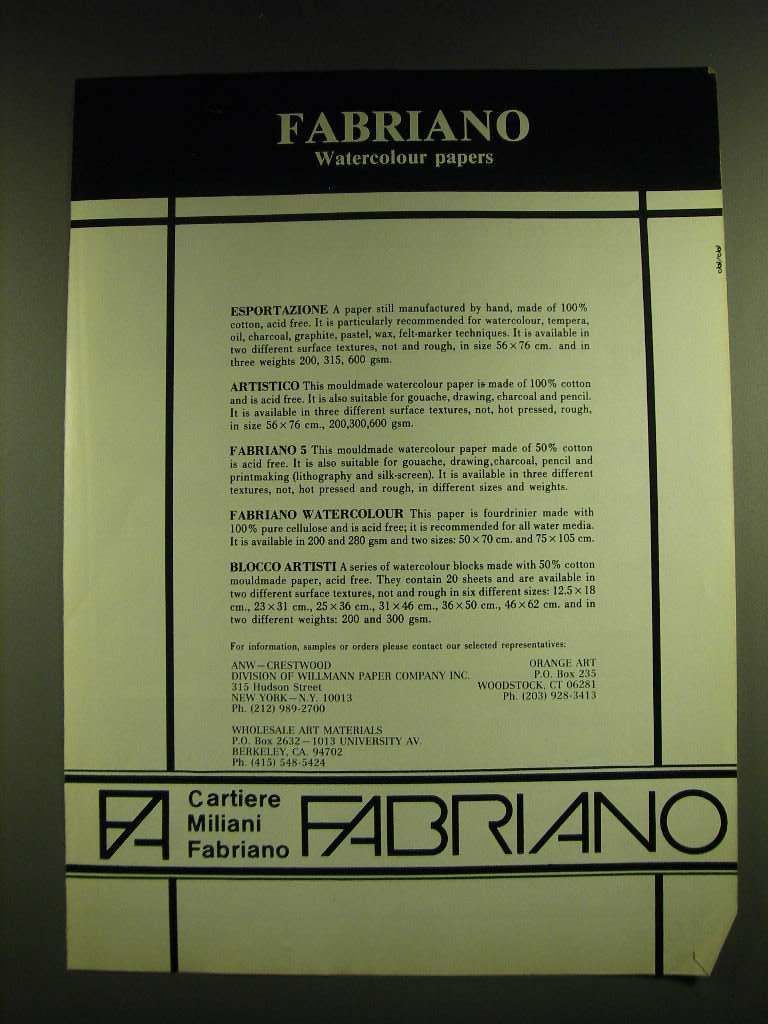 FABRIANO
Watercolour papers
ESPORTAZIONE A paper still manufactured by hand, made of 100%
cotton, acid free. It is particularly recommended for watercolour, tempera,
oil, charcoal, graphite, pastel, wax, felt-marker techniques. It is available in
two different surface textures, not and rough, in size 56×76 cm. and in
three weights 200, 315, 600 gsm.
ARTISTICO This mouldmade watercolour paper is made of 100% cotton
and is acid free. It is also suitable for gouache, drawing, charcoal and pencil.
It is available in three different surface textures, not, hot pressed, rough,
in size 56×76 cm., 200,300,600 gsm.
FABRIANO 5 This mouldmade watercolour paper made of 50% cotton
is acid free. It is also suitable for gouache, drawing,charcoal, pencil and
printmaking (lithography and silk-screen). It is available in three different
textures, not, hot pressed and rough, in different sizes and weights.
FABRIANO WATERCOLOUR This paper is fourdrinier made with
100% pure cellulose and is acid free; it is recommended for all water media.
It is available in 200 and 280 gsm and two sizes: 50×70 cm. and 75×105 cm.
BLOCCO ARTISTI A series of watercolour blocks made with 50% cotton
mouldmade paper, acid free. They contain 20 sheets and are available in
two different surface textures, not and rough in six different sizes: 12.5×18
cm., 23×31 cm., 25×36 cm., 31×46 cm., 36×50 cm., 46×62 cm. and in
two different weights: 200 and 300 gsm.
For information, samples or orders please contact our selected representatives:
ANW—CRESTWOOD
DIVISION OF WILLMANN PAPER COMPANY INC.
315 Hudson Street
NEW YORK—N.Y. 10013
Ph. (212) 989-2700
ORANGE ART
P.O. Box 235
WOODSTOCK, CT 06281
Ph. (203) 928-3413
WHOLESALE ART MATERIALS
P.O. Box 2632—1013 UNIVERSITY AV.
BERKELEY, CA. 94702
Ph. (415) 548-5424
FA
Cartiere
Miliani
Fabriano
FABRIANO